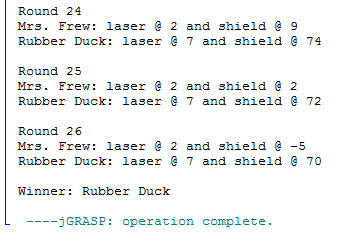 Round 24
Mrs. Frew: laser @ 2 and shield @ 9
Rubber Duck: laser @ 7 and shield @ 74
Round 25
Mrs. Frew: laser @ 2 and shield @ 2
Rubber Duck: laser @ 7 and shield @ 72
Round 26
Mrs. Frew: laser @ 2 and shield @ -5
Rubber Duck: laser @ 7 and shield @ 70
Winner: Rubber Duck
----jGRASP: operation complete.